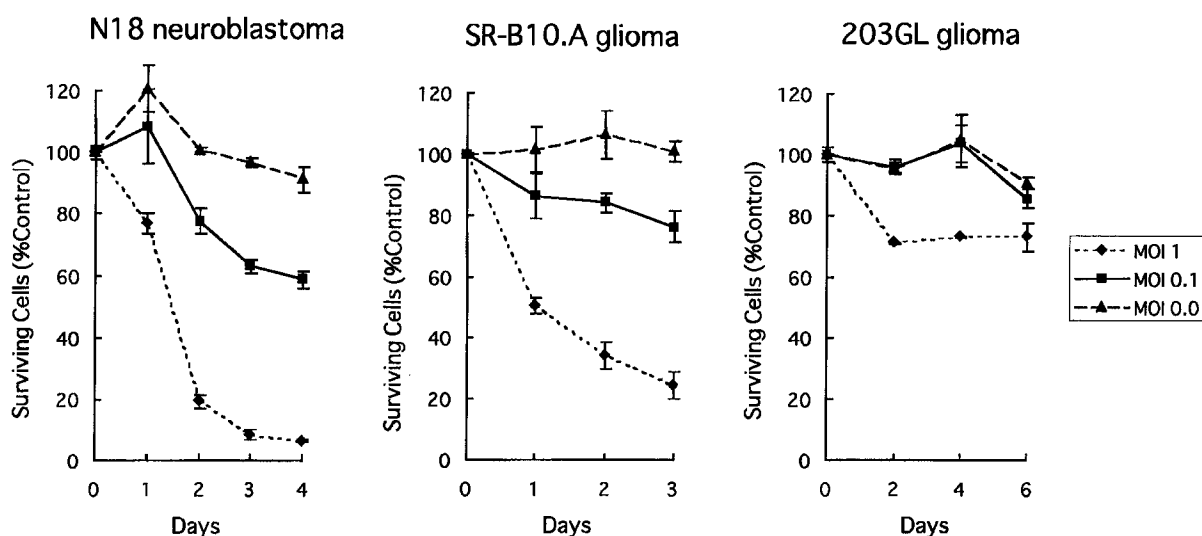 N18 neuroblastoma
Surviving Cells (%Control)
120
100
80
60
40
20
0
0 1 2 3 4
Days
SR-B10.A glioma
Surviving Cells (%Control)
120
100
80
60
40
20
0
0 1 2 3
Days
203GL glioma
Surviving Cells (%Control)
120
100
80
60
40
20
0
0 2 4 6
Days
MOI 1
MOI 0.1
MOI 0.0